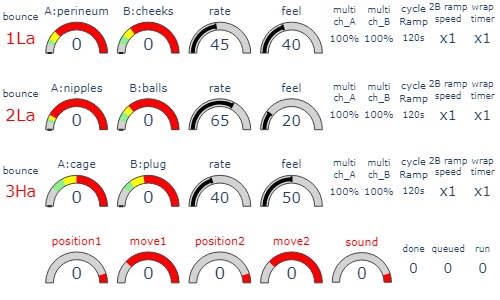 bounce A:perineum B:cheeks rate feel multi ch_A multi ch_B cycle Ramp 2B ramp speed wrap timer
1La 0 0 45 40 100% 100% 120s x1 x1
bounce A:nipples B:balls rate feel multi ch_A multi ch_B cycle Ramp 2B ramp speed wrap timer
2La 0 0 65 20 100% 100% 120s x1 x1
bounce A:cage B:plug rate feel multi ch_A multi ch_B cycle Ramp 2B ramp speed wrap timer
3Ha 0 0 40 50 100% 100% 120s x1 x1
position1 move1 position2 move2 sound done queued run
0 0 0 0 0 0 0 0